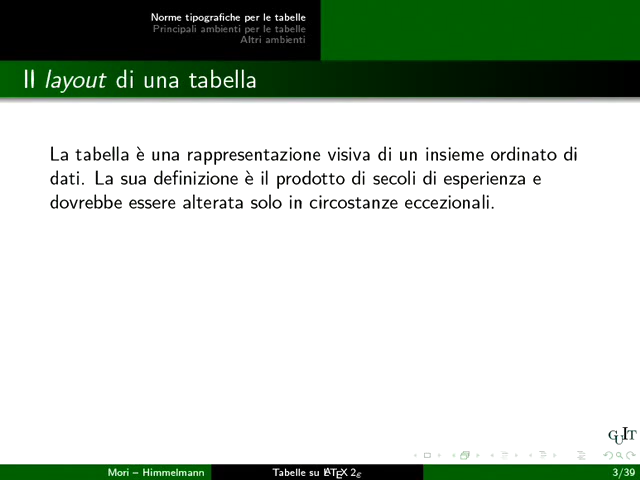 Norme tipografiche per le tabelle
Principali ambienti per le tabelle
Altri ambienti
Il layout di una tabella
La tabella è una rappresentazione visiva di un insieme ordinato di
dati. La sua definizione è il prodotto di secoli di esperienza e
dovrebbe essere alterata solo in circostanze eccezionali.
GUIT
Mori – Himmelmann
Tabelle su LATEX 2ε
3/39